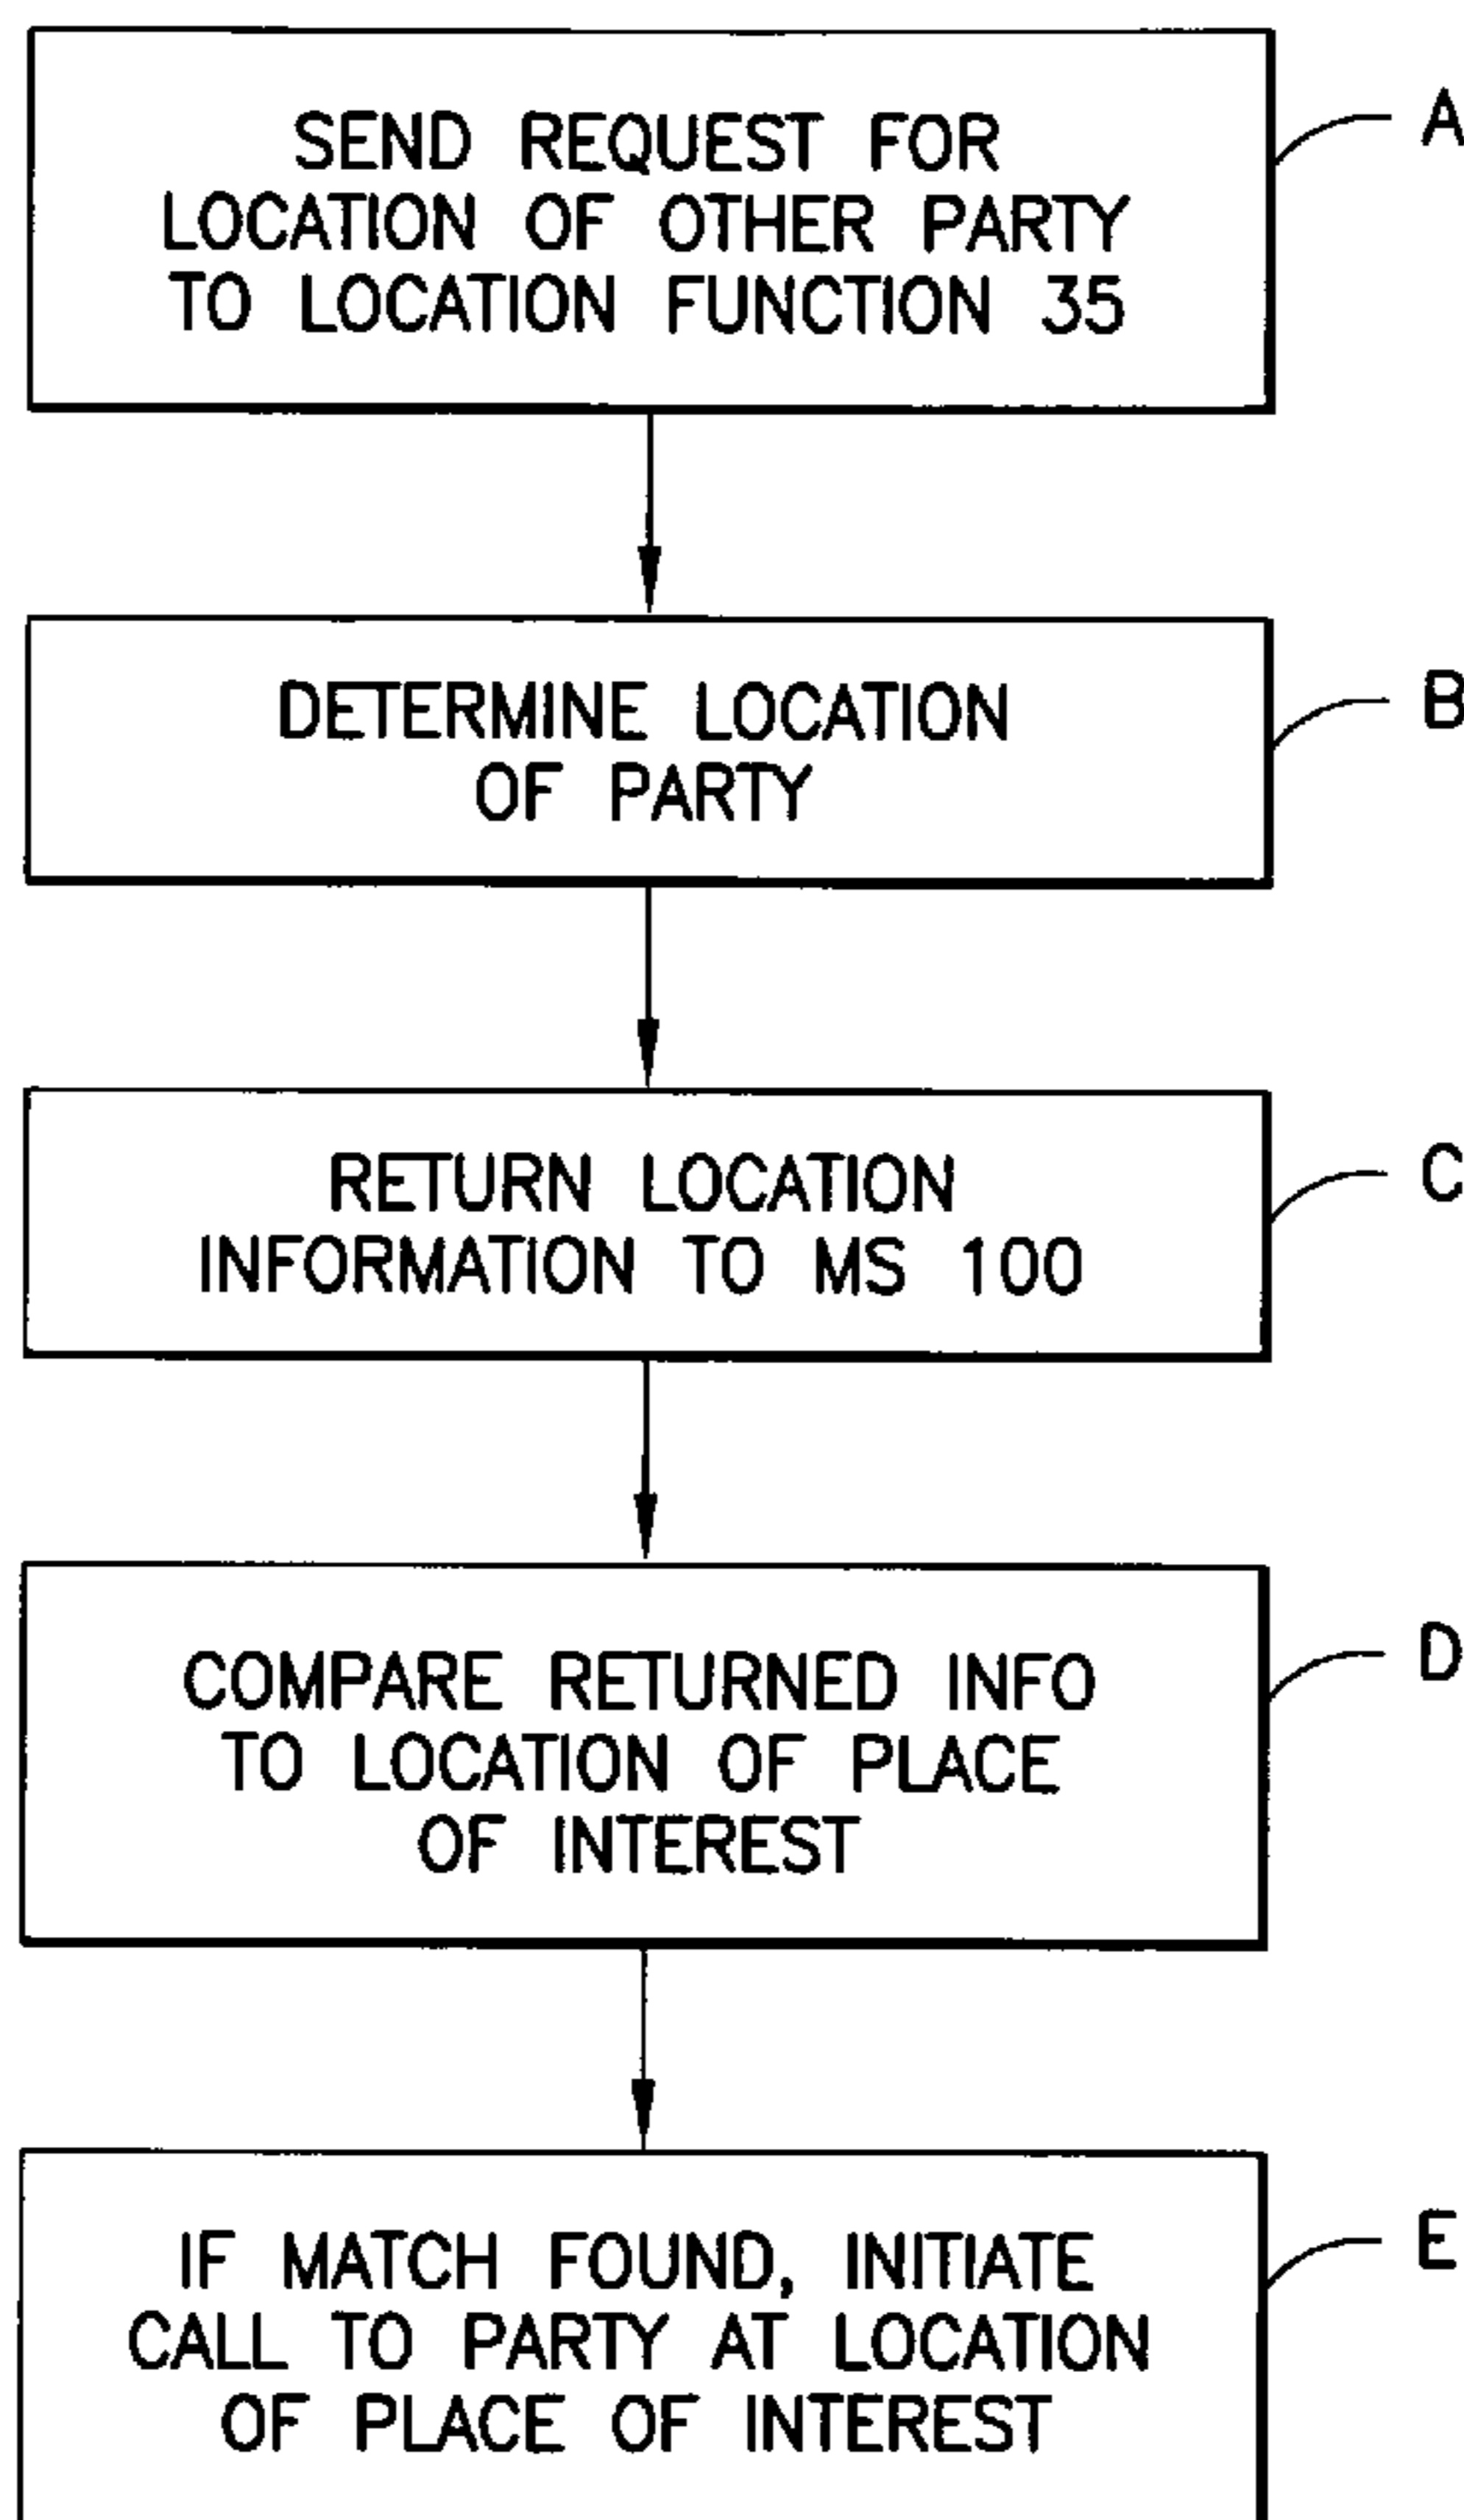 SEND REQUEST FOR
LOCATION OF OTHER PARTY
TO LOCATION FUNCTION 35
A
DETERMINE LOCATION
OF PARTY
B
RETURN LOCATION
INFORMATION TO MS 100
C
COMPARE RETURNED INFO
TO LOCATION OF PLACE
OF INTEREST
D
IF MATCH FOUND, INITIATE
CALL TO PARTY AT LOCATION
OF PLACE OF INTEREST
E